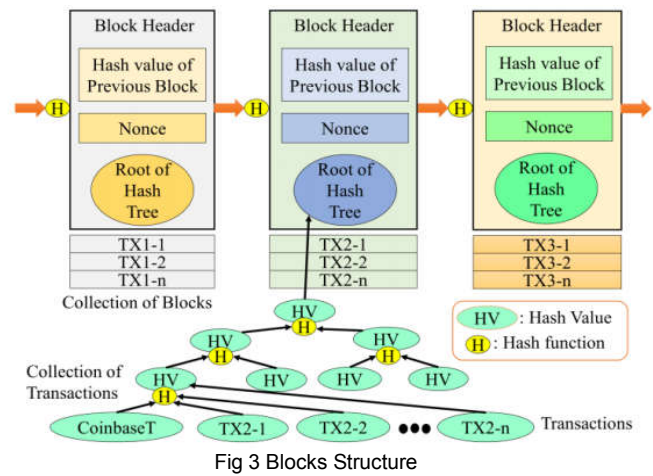 Block Header
Block Header
Block Header
Hash value of
Previous Block
Hash value of
Previous Block
Hash value of
Previous Block
H
H
H
Nonce
Nonce
Nonce
Root of
Hash
Tree
Root of
Hash
Tree
Root of
Hash
Tree
TX1-1
TX1-2
TX1-n
TX2-1
TX2-2
TX2-n
TX3-1
TX3-2
TX3-n
Collection of Blocks
HV
H
HV
H
HV
H
HV : Hash Value
H : Hash function
Collection of
Transactions
HV
H
HV
HV
HV
CoinbaseT
TX2-1
TX2-2
TX2-n
Transactions
Fig 3 Blocks Structure